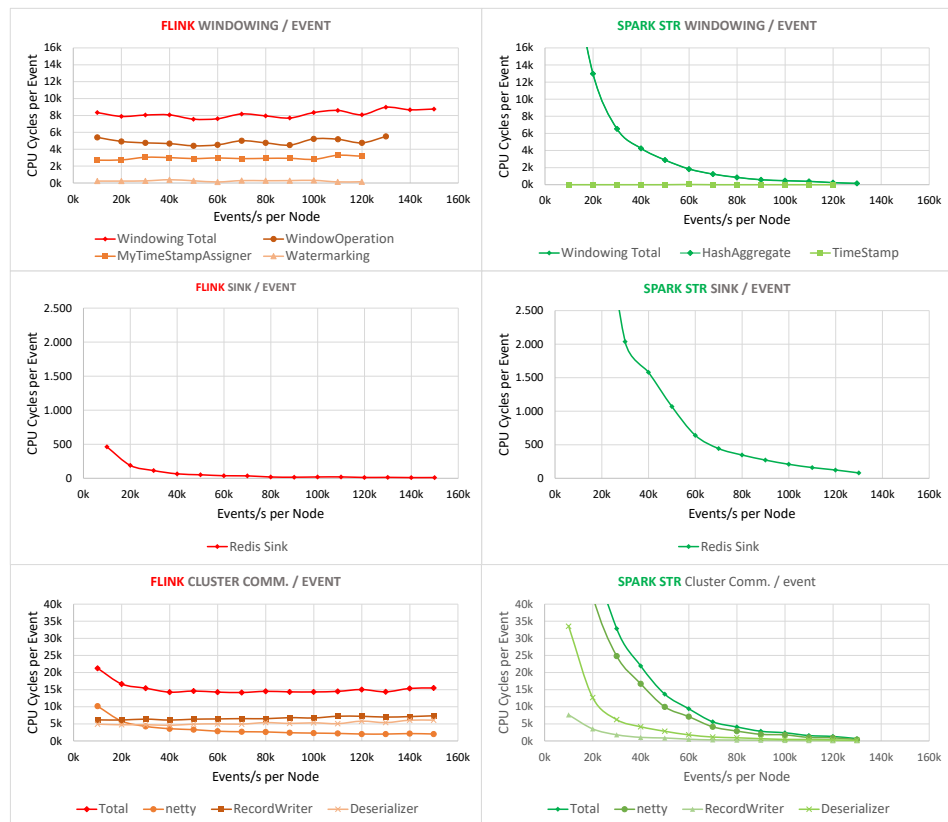 FLINK WINDOWING / EVENT
CPU Cycles per Event
16k
14k
12k
10k
8k
6k
4k
2k
0k
0k 20k 40k 60k 80k 100k 120k 140k 160k
Events/s per Node
Windowing Total WindowOperation
MyTimeStampAssigner Watermarking
SPARK STR WINDOWING / EVENT
CPU Cycles per Event
16k
14k
12k
10k
8k
6k
4k
2k
0k
0k 20k 40k 60k 80k 100k 120k 140k 160k
Events/s per Node
Windowing Total HashAggregate TimeStamp
FLINK SINK / EVENT
CPU Cycles per Event
2.500
2.000
1.500
1.000
500
0
0k 20k 40k 60k 80k 100k 120k 140k 160k
Events/s per Node
Redis Sink
SPARK STR SINK / EVENT
CPU Cycles per Event
2.500
2.000
1.500
1.000
500
0
0k 20k 40k 60k 80k 100k 120k 140k 160k
Events/s per Node
Redis Sink
FLINK CLUSTER COMM. / EVENT
CPU Cycles per Event
40k
35k
30k
25k
20k
15k
10k
5k
0k
0k 20k 40k 60k 80k 100k 120k 140k 160k
Events/s per Node
Total netty RecordWriter Deserializer
SPARK STR Cluster Comm. / event
CPU Cycles per Event
40k
35k
30k
25k
20k
15k
10k
5k
0k
0k 20k 40k 60k 80k 100k 120k 140k 160k
Events/s per Node
Total netty RecordWriter Deserializer